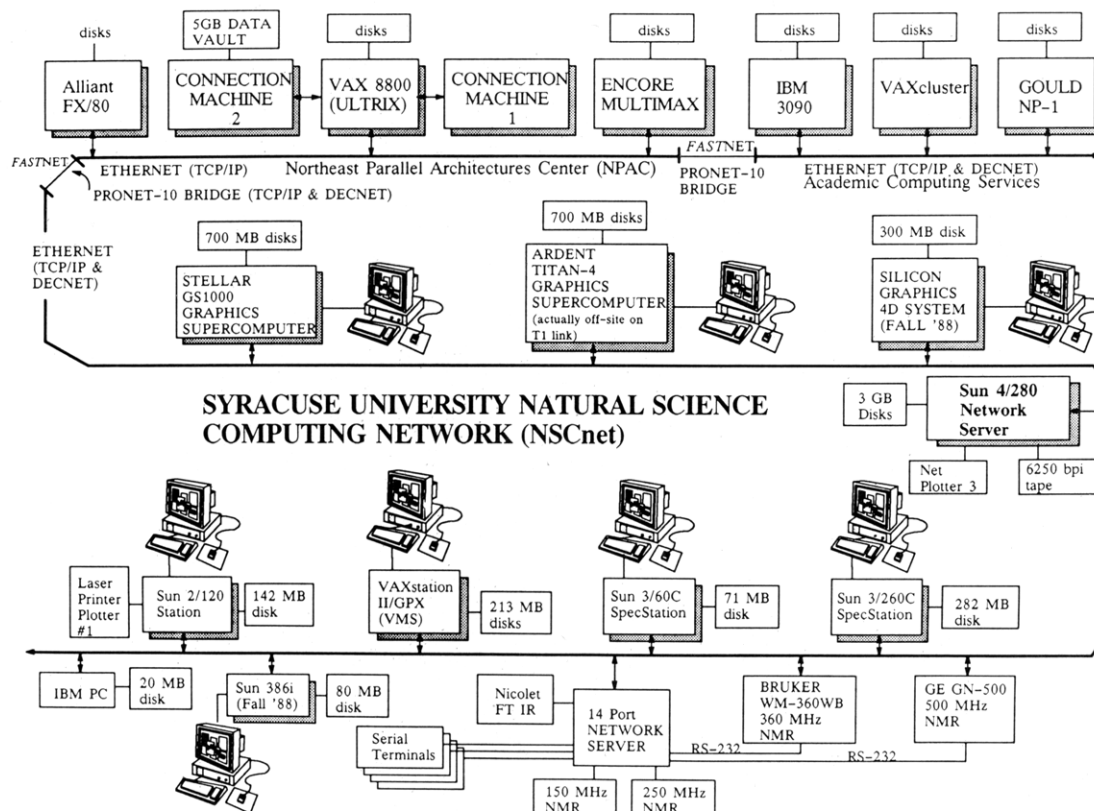 disks
5GB DATA
VAULT
disks
disks
disks
disks
disks
Alliant
FX/80
CONNECTION
MACHINE
2
VAX 8800
(ULTRIX)
CONNECTION
MACHINE
1
ENCORE
MULTIMAX
IBM
3090
VAXcluster
GOULD
NP-1
FASTNET
ETHERNET (TCP/IP)
Northeast Parallel Architectures Center (NPAC)
FASTNET
PRONET-10
BRIDGE
ETHERNET (TCP/IP & DECNET)
Academic Computing Services
PRONET-10 BRIDGE (TCP/IP & DECNET)
ETHERNET
(TCP/IP &
DECNET)
700 MB disks
STELLAR
GS1000
GRAPHICS
SUPERCOMPUTER
700 MB disks
ARDENT
TITAN-4
GRAPHICS
SUPERCOMPUTER
(actually off-site on
T1 link)
300 MB disk
SILICON
GRAPHICS
4D SYSTEM
(FALL '88)
SYRACUSE UNIVERSITY NATURAL SCIENCE
COMPUTING NETWORK (NSCnet)
3 GB
Disks
Sun 4/280
Network
Server
Net
Plotter 3
6250 bpi
tape
Laser
Printer
Plotter
#1
Sun 2/120
Station
142 MB
disk
VAXstation
II/GPX
(VMS)
213 MB
disks
Sun 3/60C
SpecStation
71 MB
disk
Sun 3/260C
SpecStation
282 MB
disk
IBM PC
20 MB
disk
Sun 386i
(Fall '88)
80 MB
disk
Nicolet
FT IR
14 Port
NETWORK
SERVER
BRUKER
WM-360WB
360 MHz
NMR
GE GN-500
500 MHz
NMR
Serial
Terminals
RS-232
RS-232
150 MHz
NMR
250 MHz
NMR